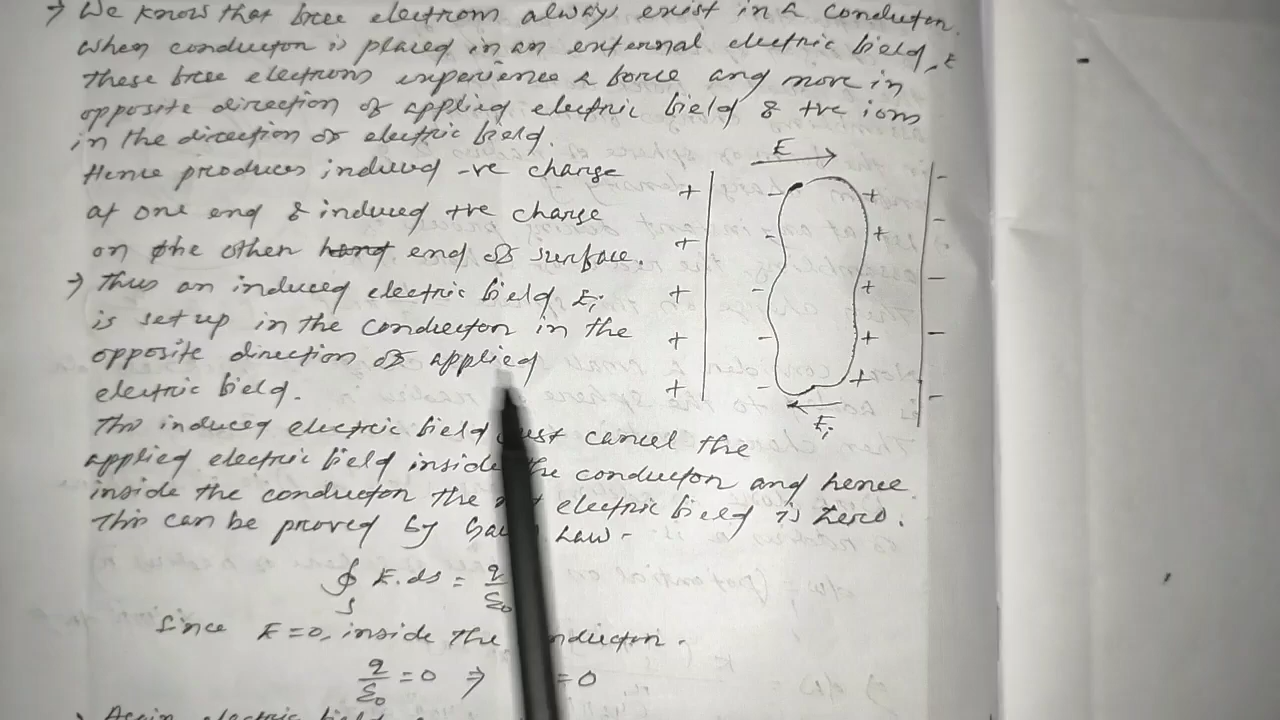 → We know that free electrons always exist in a conductor.
When conductor is placed in an external electric field, E
these free electrons experience a force and move in
opposite direction of applied electric field & +ve ions
in the direction of electric field.
Hence produces induced -ve charge
at one end & induced +ve charge
on the other end of surface.
→ Thus an induced electric field Ei
is set up in the conductor in the
opposite direction of applied
electric field.
This induced electric field just cancel the
applied electric field inside the conductor and hence
inside the conductor the electric field is zero.
This can be proved by Law -
∮ E.ds = q/ε0
S
Since E=0, inside the
q/ε0 = 0 ⇒ =0
→ Again electric field
E
+ - + -
+ - + -
+ - + -
+ - + -
+ - + -
Ei